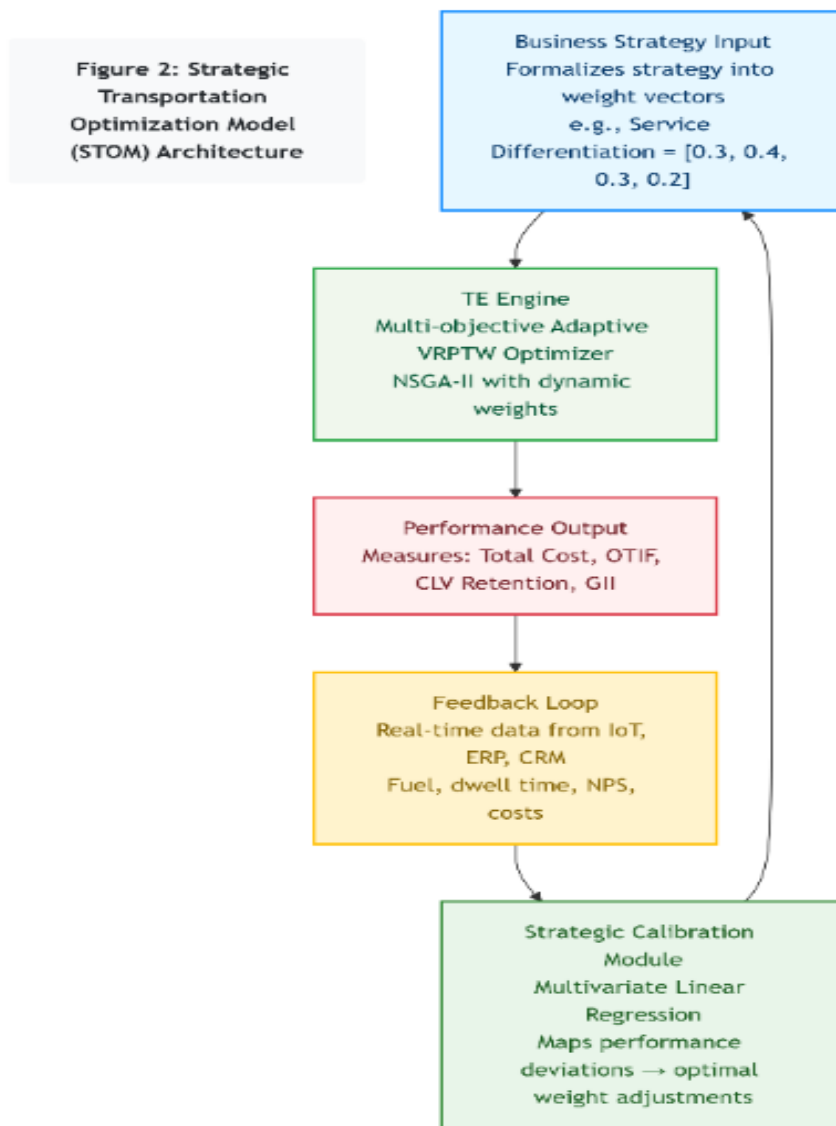 Figure 2: Strategic
Transportation
Optimization Model
(STOM) Architecture
Business Strategy Input
Formalizes strategy into
weight vectors
e.g., Service
Differentiation = [0.3, 0.4,
0.3, 0.2]
TE Engine
Multi-objective Adaptive
VRPTW Optimizer
NSGA-II with dynamic
weights
Performance Output
Measures: Total Cost, OTIF,
CLV Retention, GII
Feedback Loop
Real-time data from IoT,
ERP, CRM
Fuel, dwell time, NPS,
costs
Strategic Calibration
Module
Multivariate Linear
Regression
Maps performance
deviations → optimal
weight adjustments